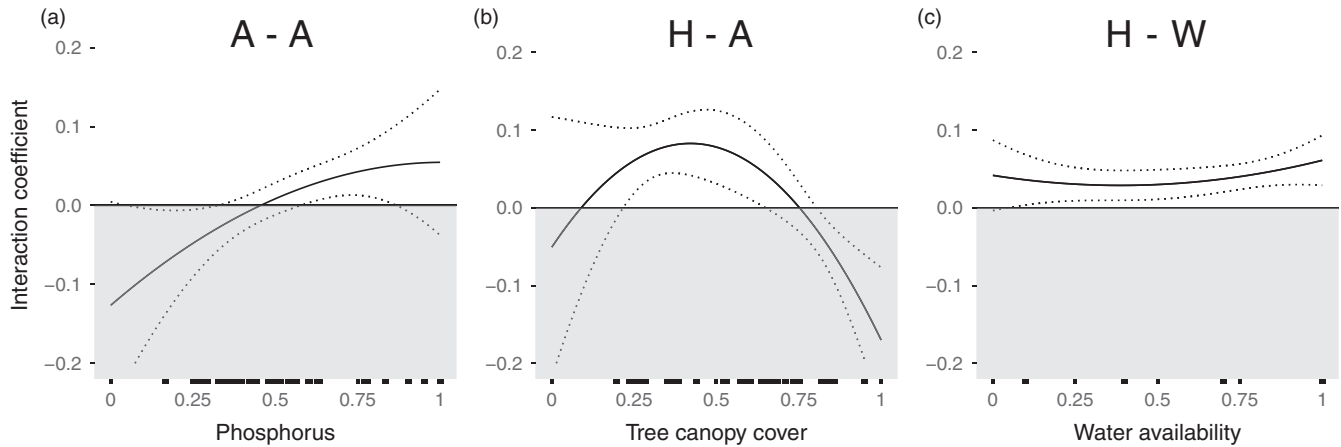 (a)
A - A
0.2
0.1
0.0
−0.1
−0.2
Interaction coefficient
0 0.25 0.5 0.75 1
Phosphorus
(b)
H - A
0.2
0.1
0.0
−0.1
−0.2
0 0.25 0.5 0.75 1
Tree canopy cover
(c)
H - W
0.2
0.1
0.0
−0.1
−0.2
0 0.25 0.5 0.75 1
Water availability